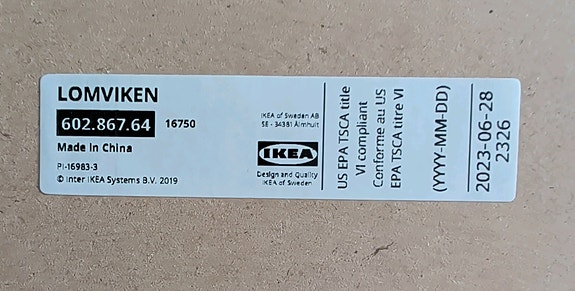 LOMVIKEN
602.867.64 16750
Made in China
PI-16983-3
© Inter IKEA Systems B.V. 2019
IKEA of Sweden AB
SE - 34381 Älmhult
IKEA
Design and Quality
IKEA of Sweden
US EPA TSCA title
VI compliant
Conforme au US
EPA TSCA titre VI
(YYYY-MM-DD)
2023-06-28
2326